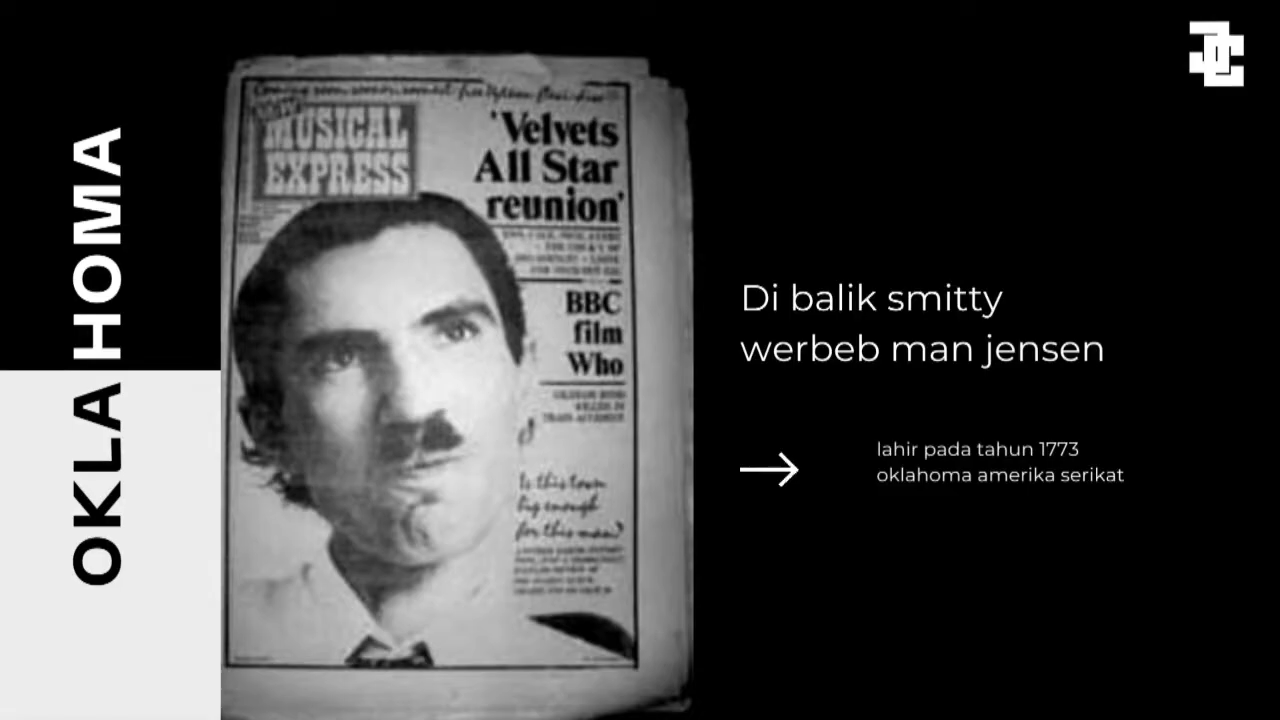 OKLAHOMA
NEW
MUSICAL
EXPRESS
'Velvets
All Star
reunion'
BBC
film
Who
Is this town
big enough
for this man?
Di balik smitty
werbeb man jensen
lahir pada tahun 1773
oklahoma amerika serikat